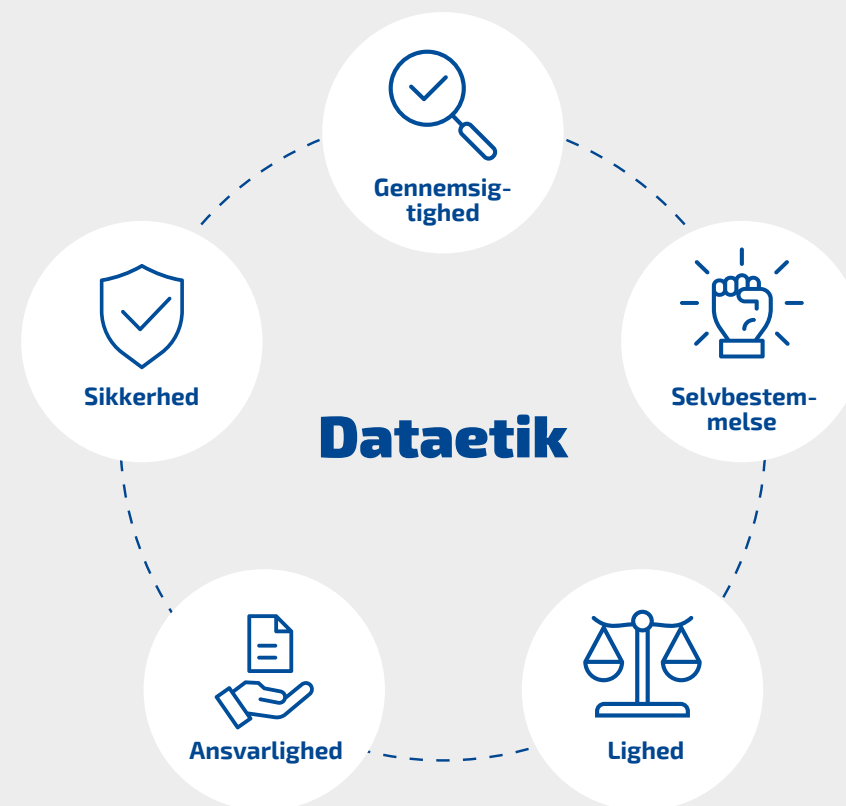 Gennemsig-
tighed
Selvbestem-
melse
Sikkerhed
Dataetik
Ansvarlighed
Lighed